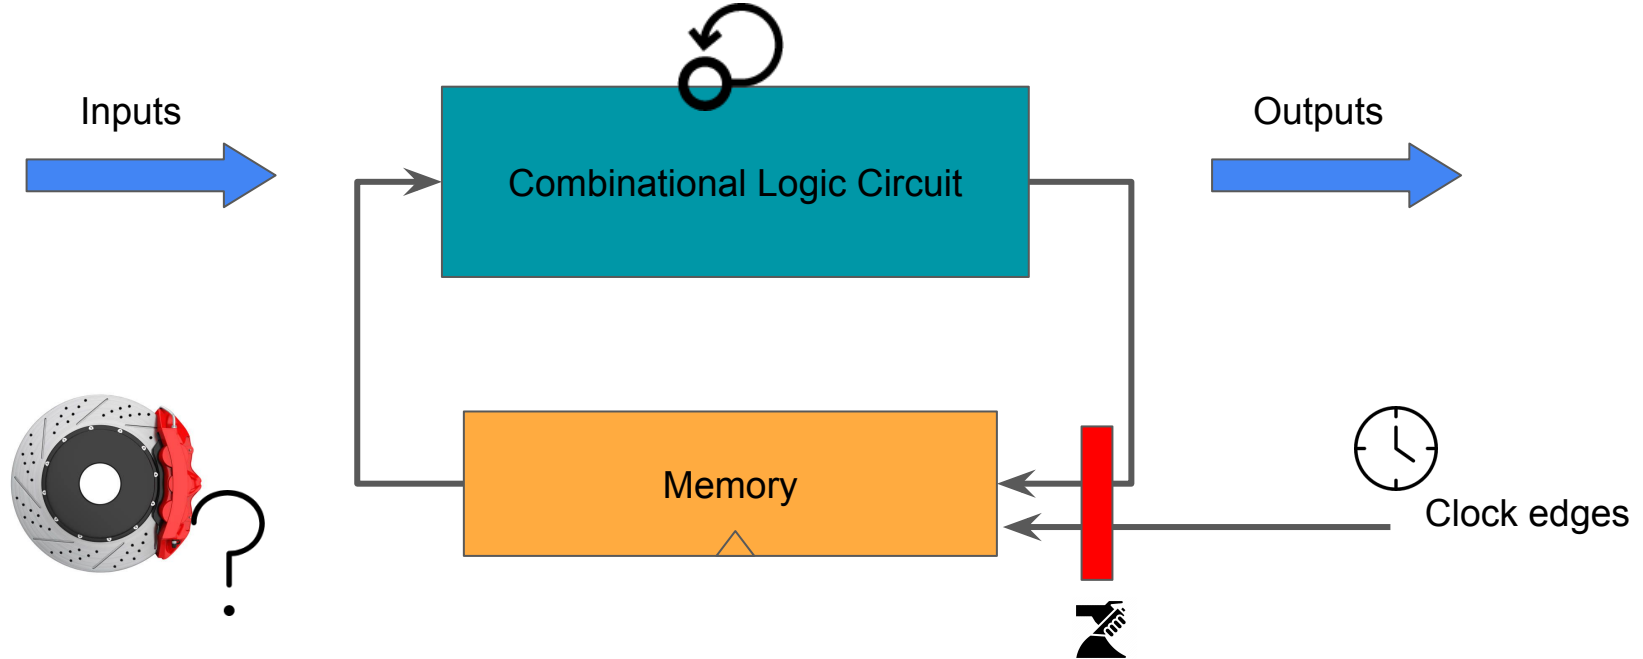 Inputs
Outputs
Combinational Logic Circuit
Memory
Clock edges
?